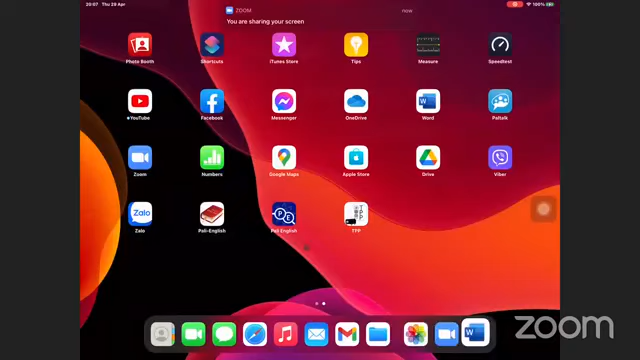 20:07 Thu 29 Apr
ZOOM
now
100%
You are sharing your screen
Photo Booth
Shortcuts
iTunes Store
Tips
Measure
Speedtest
YouTube
Facebook
Messenger
OneDrive
Word
Paltalk
Zoom
Numbers
Google Maps
Apple Store
Drive
Viber
Zalo
Zalo
Pali-English
P E
Pali English
TPP
TPP
W
W
zoom